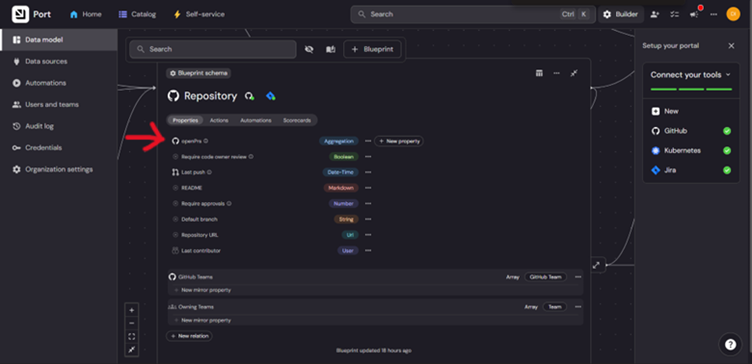 Port
Home
Catalog
Self-service
Search
Ctrl K
Builder
Data model
Data sources
Automations
Users and teams
Audit log
Credentials
Organization settings
Search
Blueprint
Blueprint schema
Repository
Properties Actions Automations Scorecards
openPrs Aggregation + New property
Require code owner review Boolean
Last push Date-Time
README Markdown
Require approvals Number
Default branch String
Repository URL Url
Last contributor User
GitHub Teams Array GitHub Team
+ New mirror property
Owning Teams Array Team
+ New mirror property
+ New relation
Blueprint updated 18 hours ago
Setup your portal
Connect your tools
New
GitHub
Kubernetes
Jira